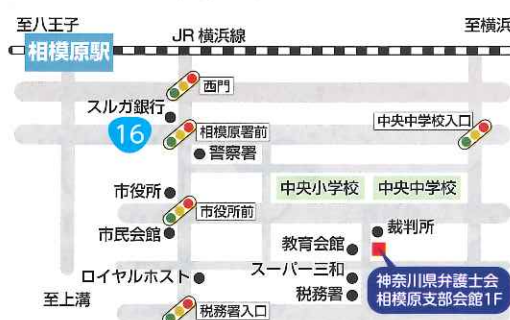 至八王子
JR 横浜線
至横浜
相模原駅
西門
スルガ銀行
16
相模原署前
中央中学校入口
警察署
市役所
中央小学校
中央中学校
市役所前
市民会館
裁判所
教育会館
ロイヤルホスト
スーパー三和
神奈川県弁護士会
相模原支部会館1F
税務署
至上溝
税務署入口